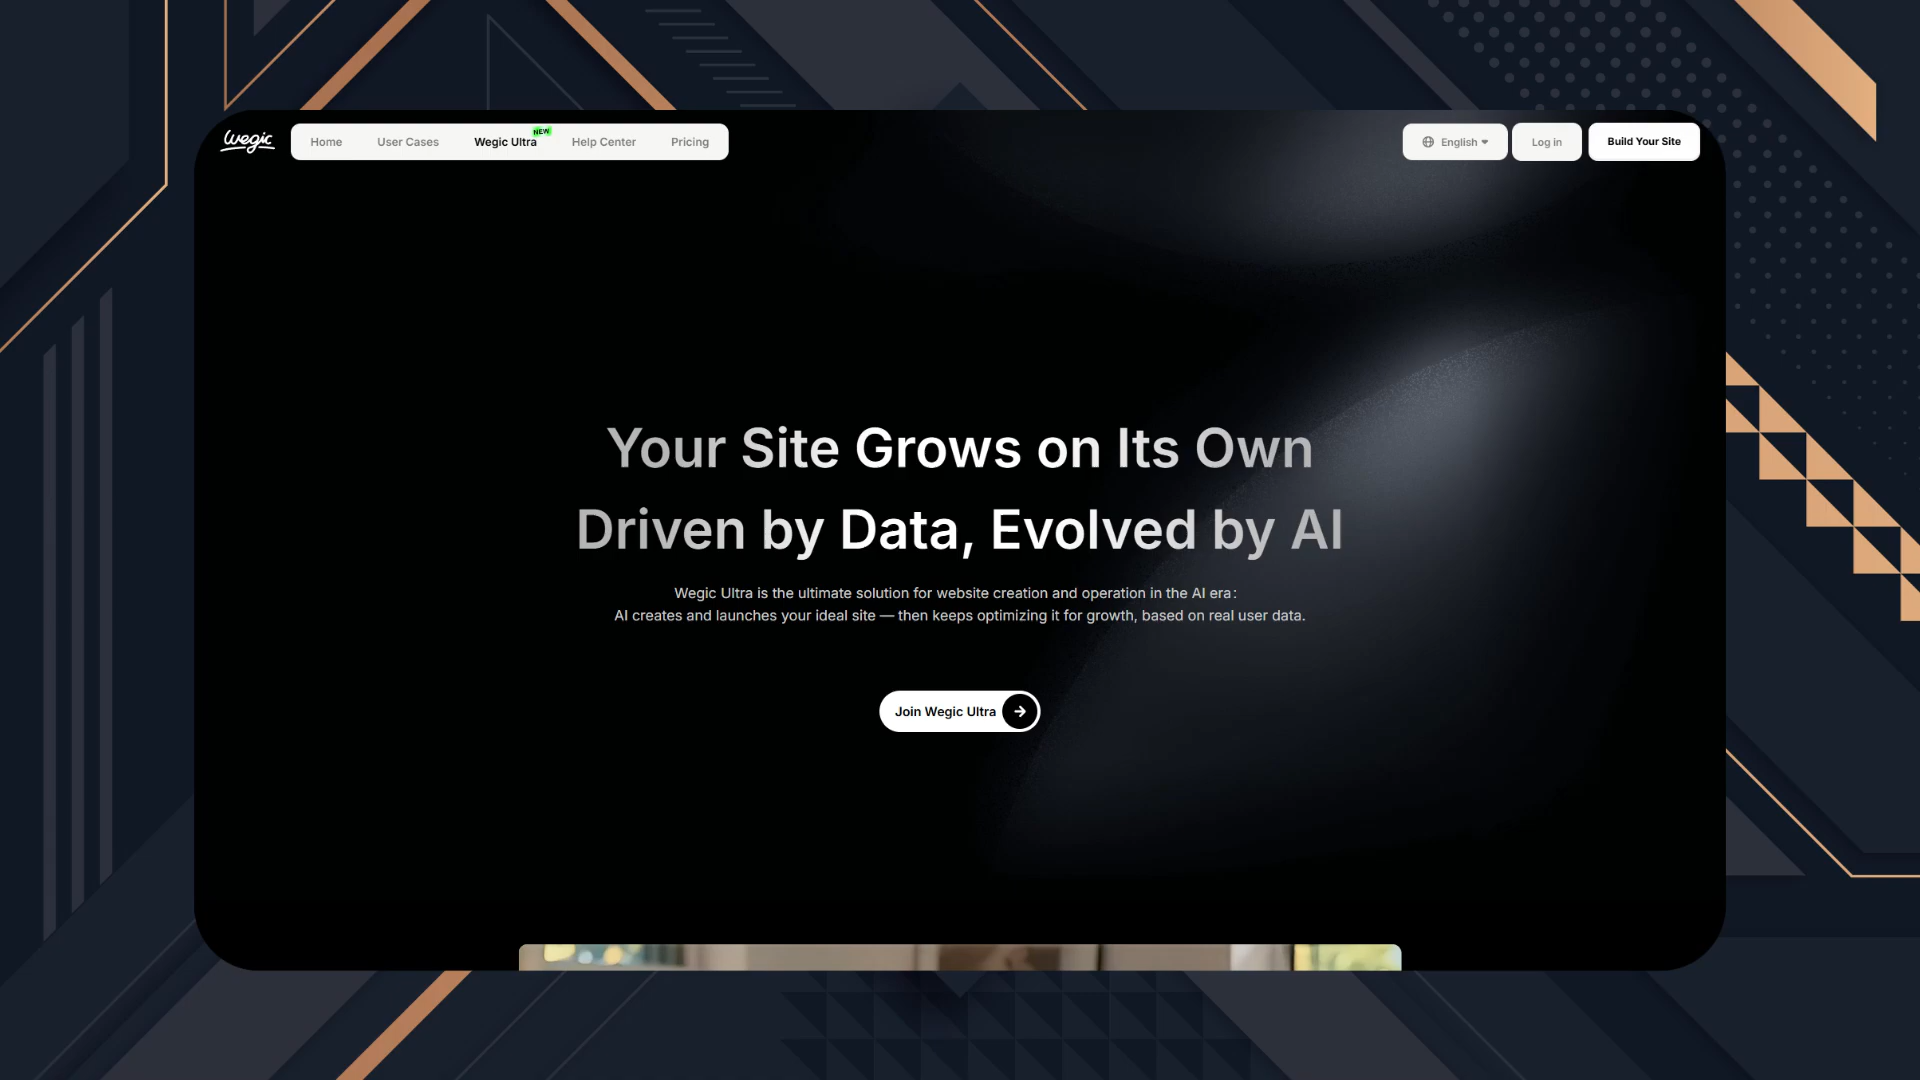 wegic
Home
User Cases
Wegic Ultra
NEW
Help Center
Pricing
English
Log in
Build Your Site
Your Site Grows on Its Own
Driven by Data, Evolved by AI
Wegic Ultra is the ultimate solution for website creation and operation in the AI era:
AI creates and launches your ideal site — then keeps optimizing it for growth, based on real user data.
Join Wegic Ultra